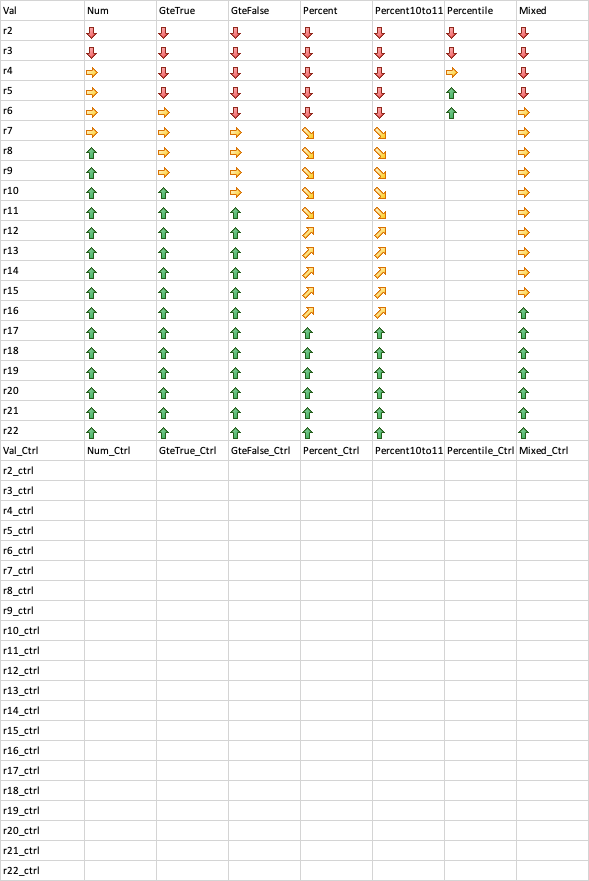 Val Num GteTrue GteFalse Percent Percent10to11 Percentile Mixed
r2
r3
r4
r5
r6
r7
r8
r9
r10
r11
r12
r13
r14
r15
r16
r17
r18
r19
r20
r21
r22
Val_Ctrl Num_Ctrl GteTrue_Ctrl GteFalse_Ctrl Percent_Ctrl Percent10to11 Percentile_Ctrl Mixed_Ctrl
r2_ctrl
r3_ctrl
r4_ctrl
r5_ctrl
r6_ctrl
r7_ctrl
r8_ctrl
r9_ctrl
r10_ctrl
r11_ctrl
r12_ctrl
r13_ctrl
r14_ctrl
r15_ctrl
r16_ctrl
r17_ctrl
r18_ctrl
r19_ctrl
r20_ctrl
r21_ctrl
r22_ctrl